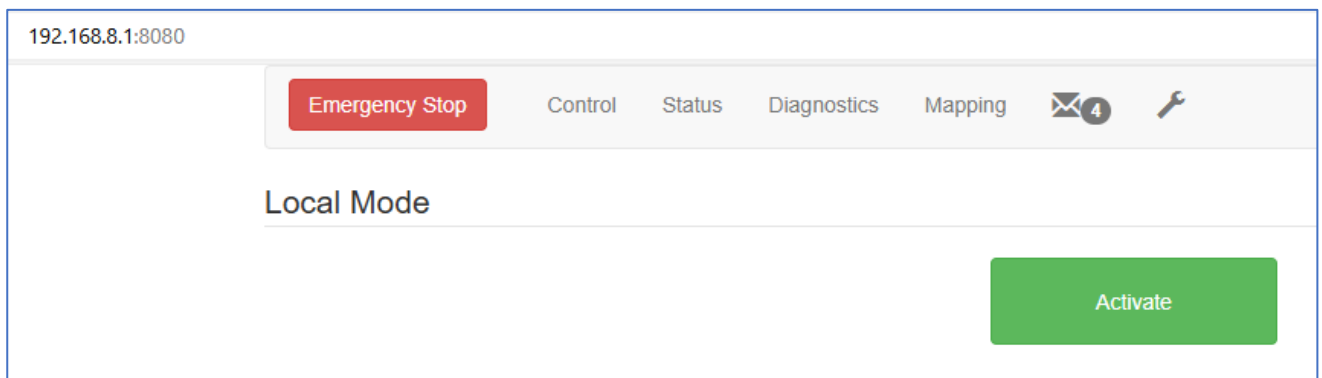 192.168.8.1:8080
Emergency Stop Control Status Diagnostics Mapping 4
Local Mode
Activate